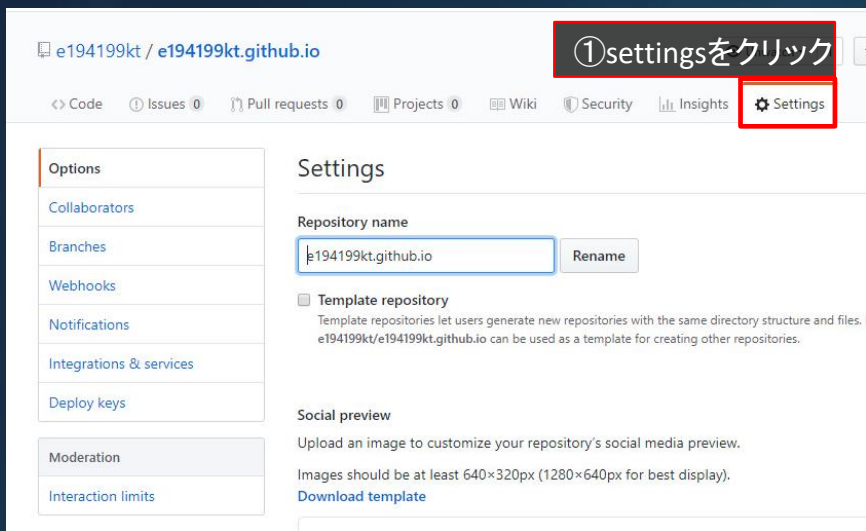 e194199kt / e194199kt.github.io
①settingsをクリック
Code Issues 0 Pull requests 0 Projects 0 Wiki Security Insights Settings
Options
Collaborators
Branches
Webhooks
Notifications
Integrations & services
Deploy keys
Moderation
Interaction limits
Settings
Repository name
e194199kt.github.io Rename
Template repository
Template repositories let users generate new repositories with the same directory structure and files.
e194199kt/e194199kt.github.io can be used as a template for creating other repositories.
Social preview
Upload an image to customize your repository's social media preview.
Images should be at least 640×320px (1280×640px for best display).
Download template